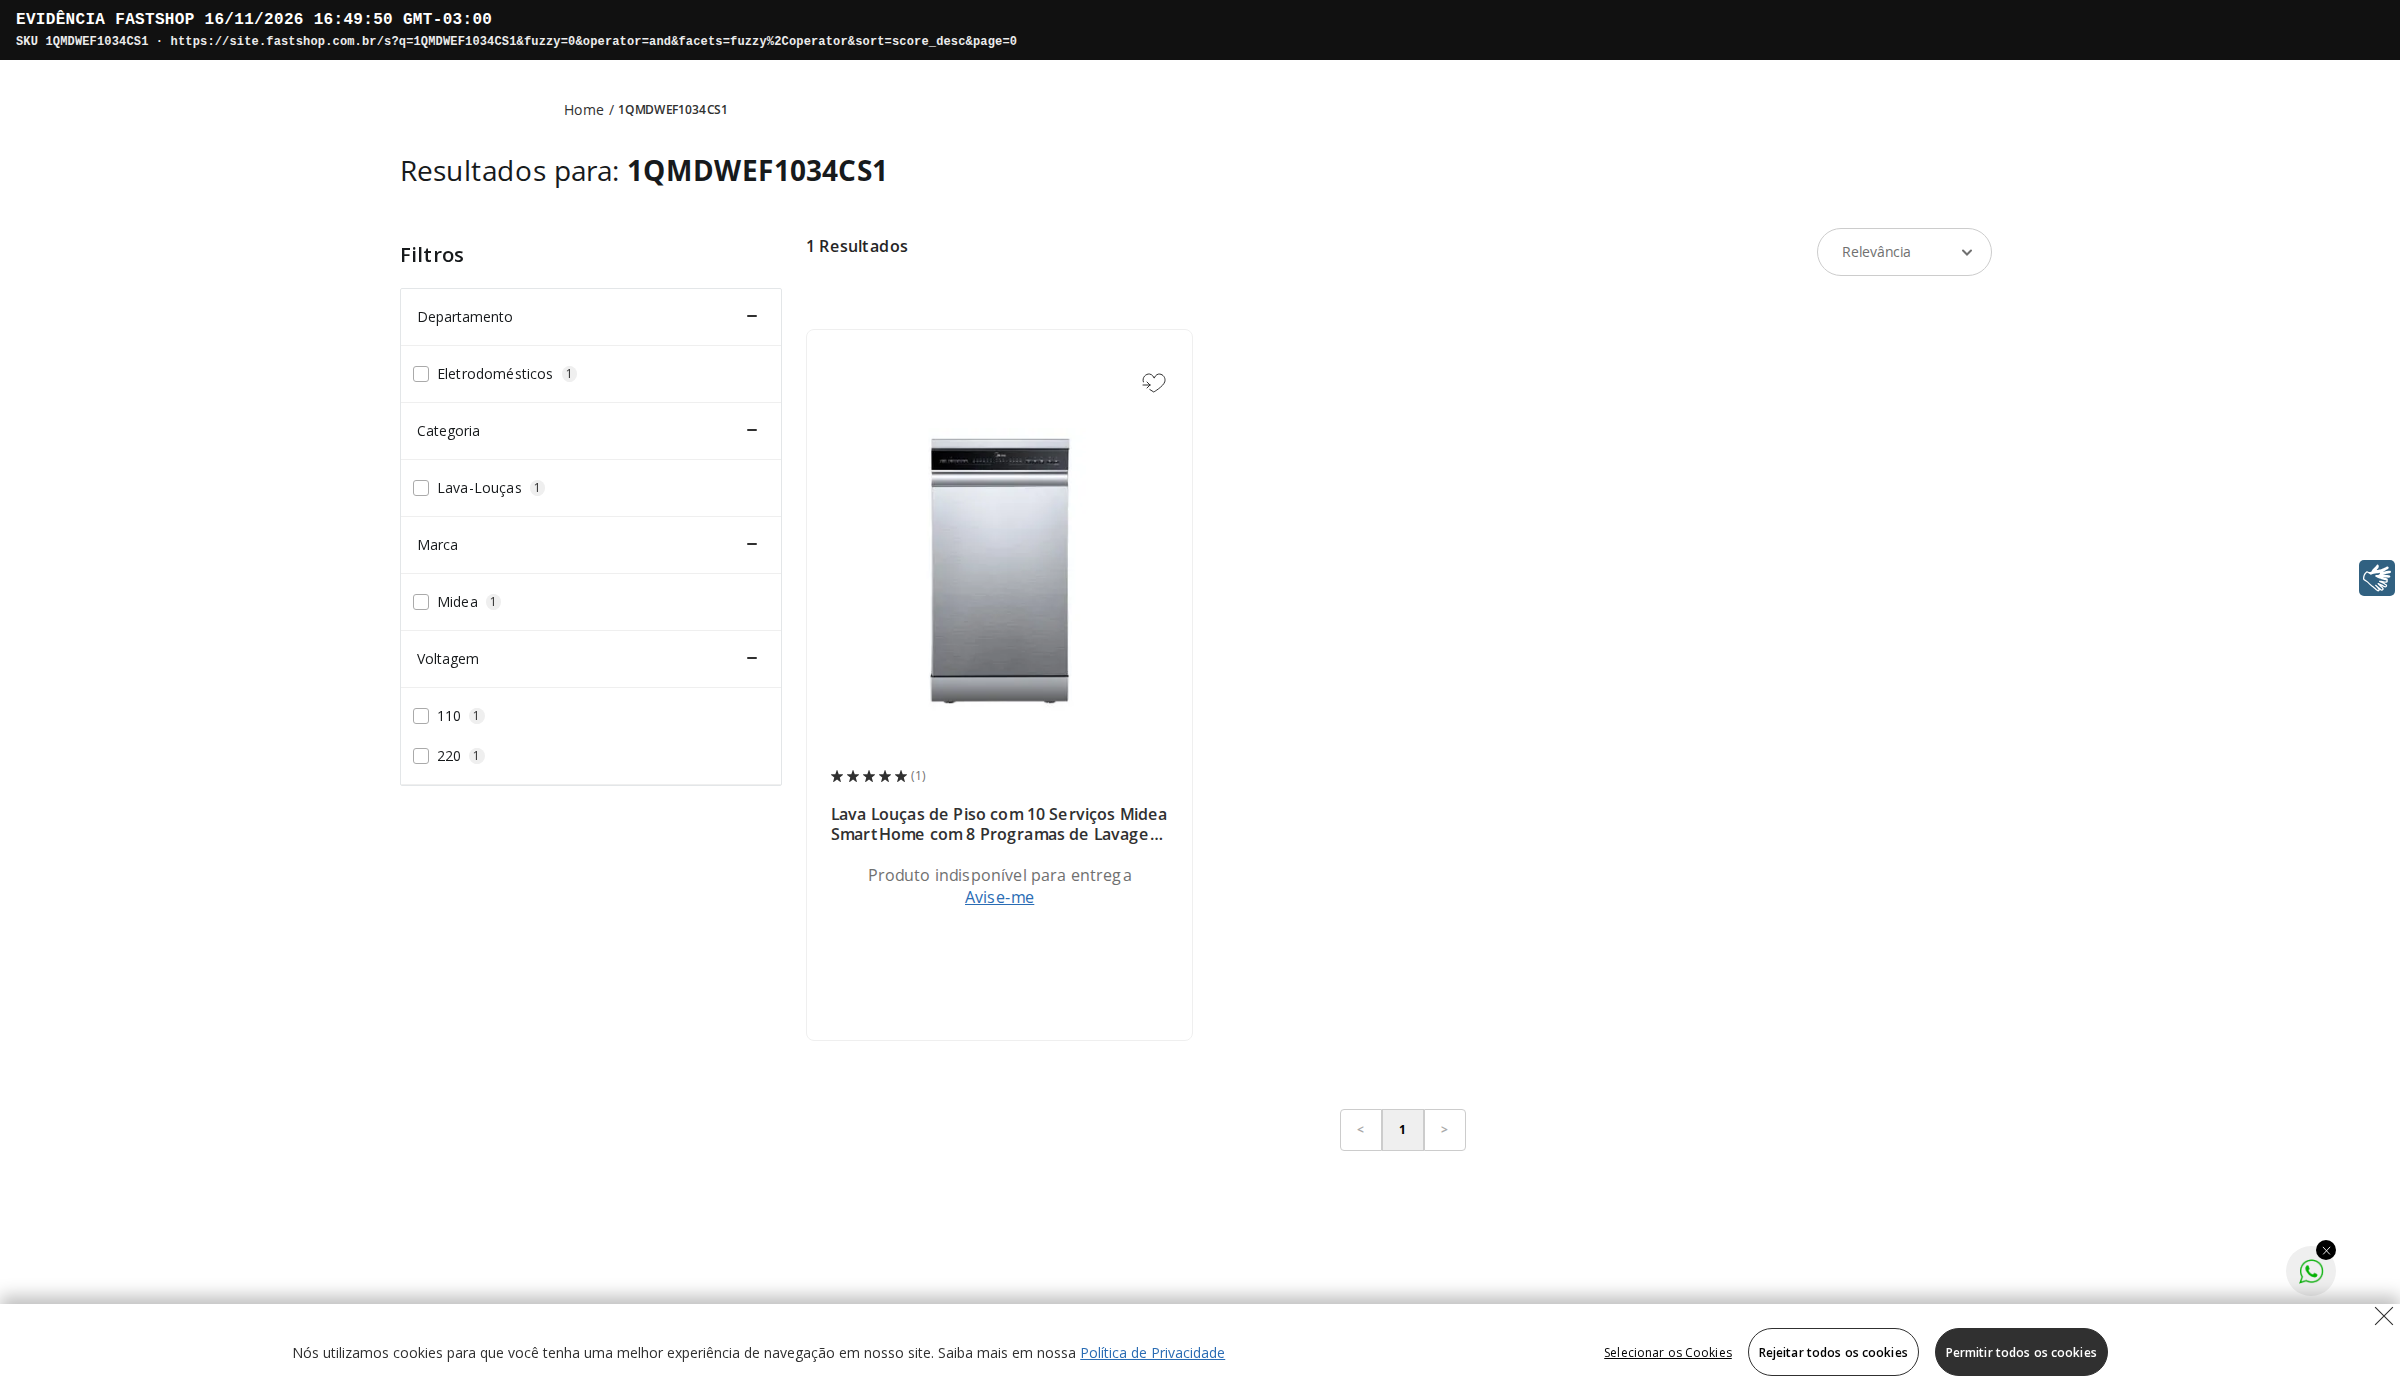 EVIDÊNCIA FASTSHOP 16/11/2026 16:49:50 GMT-03:00
SKU 1QMDWEF1034CS1 · https://site.fastshop.com.br/s?q=1QMDWEF1034CS1&fuzzy=0&operator=and&facets=fuzzy%2Coperator&sort=score_desc&page=0
Home / 1QMDWEF1034CS1
Resultados para: 1QMDWEF1034CS1
Filtros
1 Resultados
Relevância
Departamento
Eletrodomésticos 1
Categoria
Lava-Louças 1
Marca
Midea 1
Voltagem
110 1
220 1
(1)
Lava Louças de Piso com 10 Serviços Midea
SmartHome com 8 Programas de Lavage...
Produto indisponível para entrega
Avise-me
< 1 >
Nós utilizamos cookies para que você tenha uma melhor experiência de navegação em nosso site. Saiba mais em nossa Política de Privacidade
Selecionar os Cookies
Rejeitar todos os cookies
Permitir todos os cookies